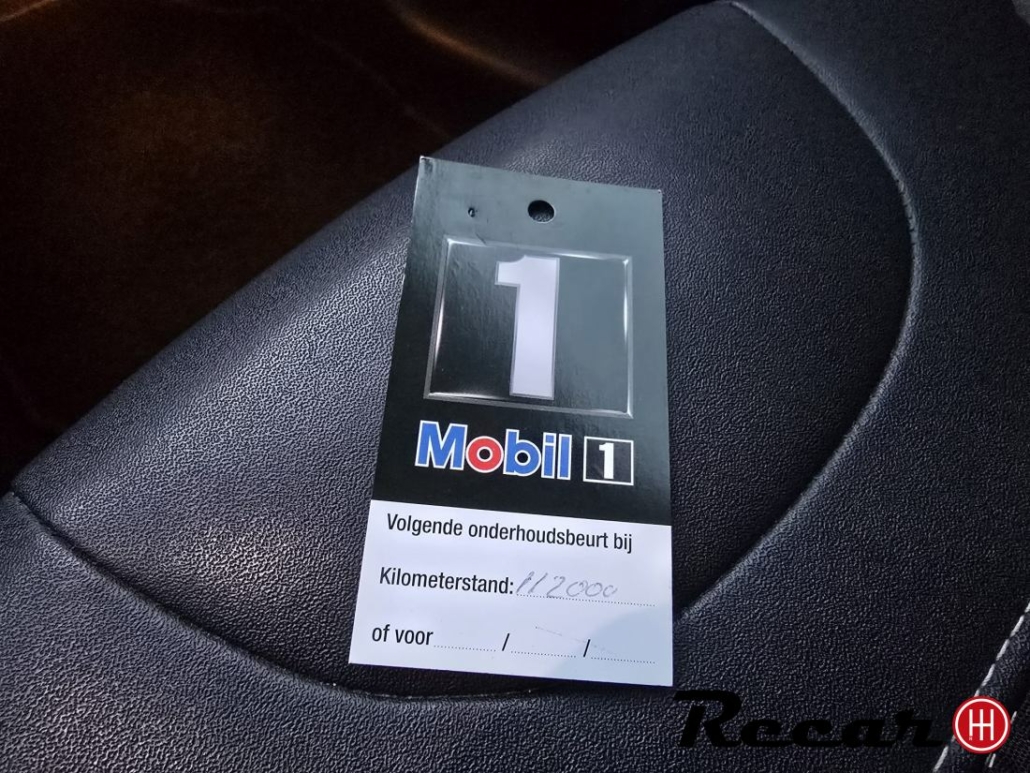 1
Mobil 1
Volgende onderhoudsbeurt bij
Kilometerstand: 112000
of voor / /
Recar